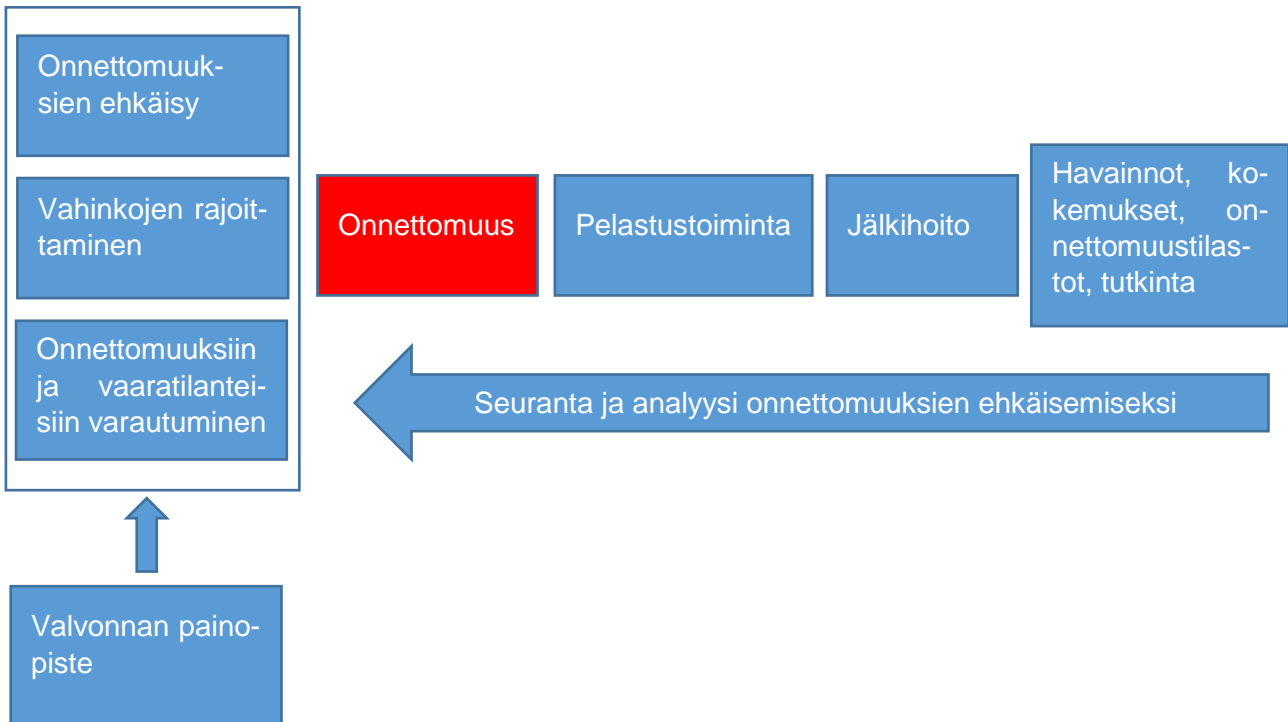 Onnettomuuk-
sien ehkäisy
Vahinkojen rajoit-
taminen
Onnettomuuksiin
ja vaaratilantei-
siin varautuminen
Onnettomuus
Pelastustoiminta
Jälkihoito
Havainnot, ko-
kemukset, on-
nettomuustilas-
tot, tutkinta
Seuranta ja analyysi onnettomuuksien ehkäisemiseksi
Valvonnan paino-
piste